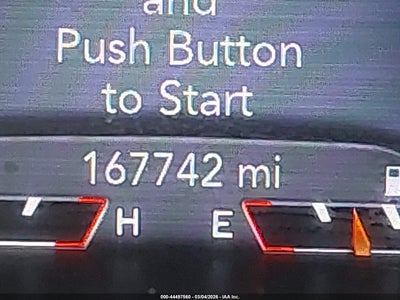 and
Push Button
to Start
167742 mi
H E
000-44497560 - 03/04/2026 - IAA Inc.